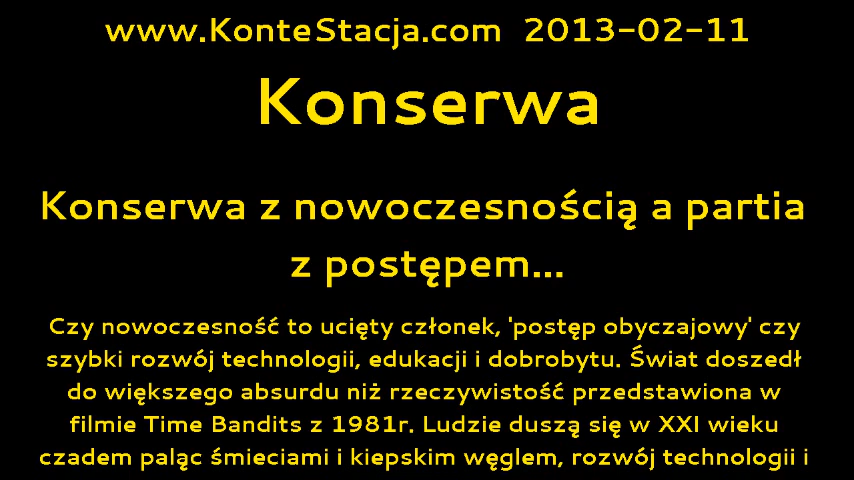 www.KonteStacja.com 2013-02-11
Konserwa
Konserwa z nowoczesnością a partia
z postępem...
Czy nowoczesność to ucięty członek, 'postęp obyczajowy' czy
szybki rozwój technologii, edukacji i dobrobytu. Świat doszedł
do większego absurdu niż rzeczywistość przedstawiona w
filmie Time Bandits z 1981r. Ludzie duszą się w XXI wieku
czadem paląc śmieciami i kiepskim węglem, rozwój technologii i